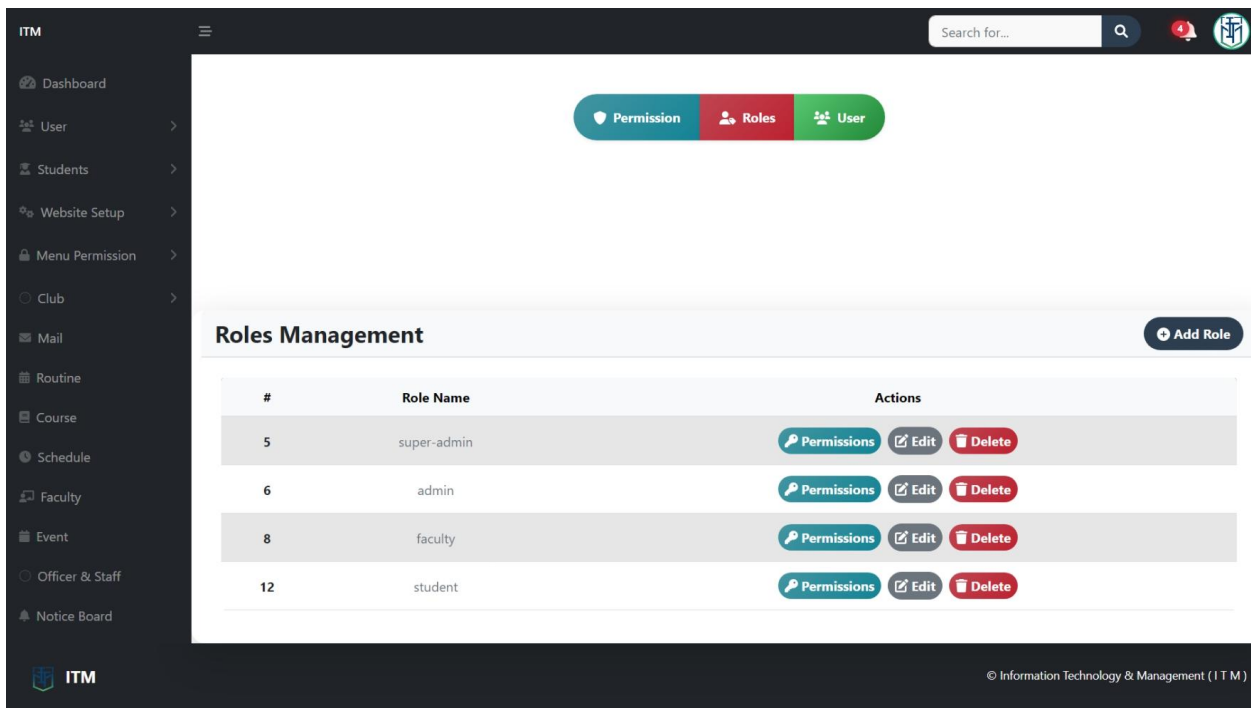 ITM
Search for...
4
Dashboard
User
Students
Website Setup
Menu Permission
Club
Mail
Routine
Course
Schedule
Faculty
Event
Officer & Staff
Notice Board
Permission Roles User
Roles Management
Add Role
# Role Name Actions
5 super-admin Permissions Edit Delete
6 admin Permissions Edit Delete
8 faculty Permissions Edit Delete
12 student Permissions Edit Delete
ITM
© Information Technology & Management ( I T M )